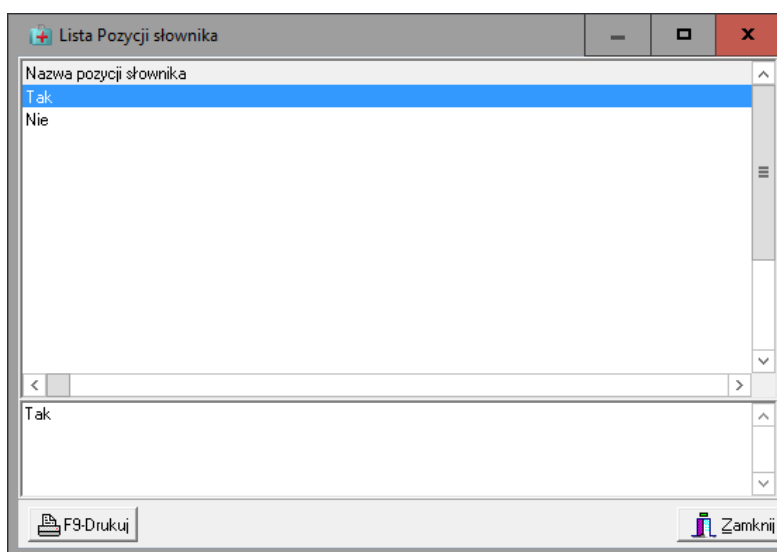 Lista Pozycji słownika
Nazwa pozycji słownika
Tak
Nie
Tak
F9-Drukuj
Zamknij